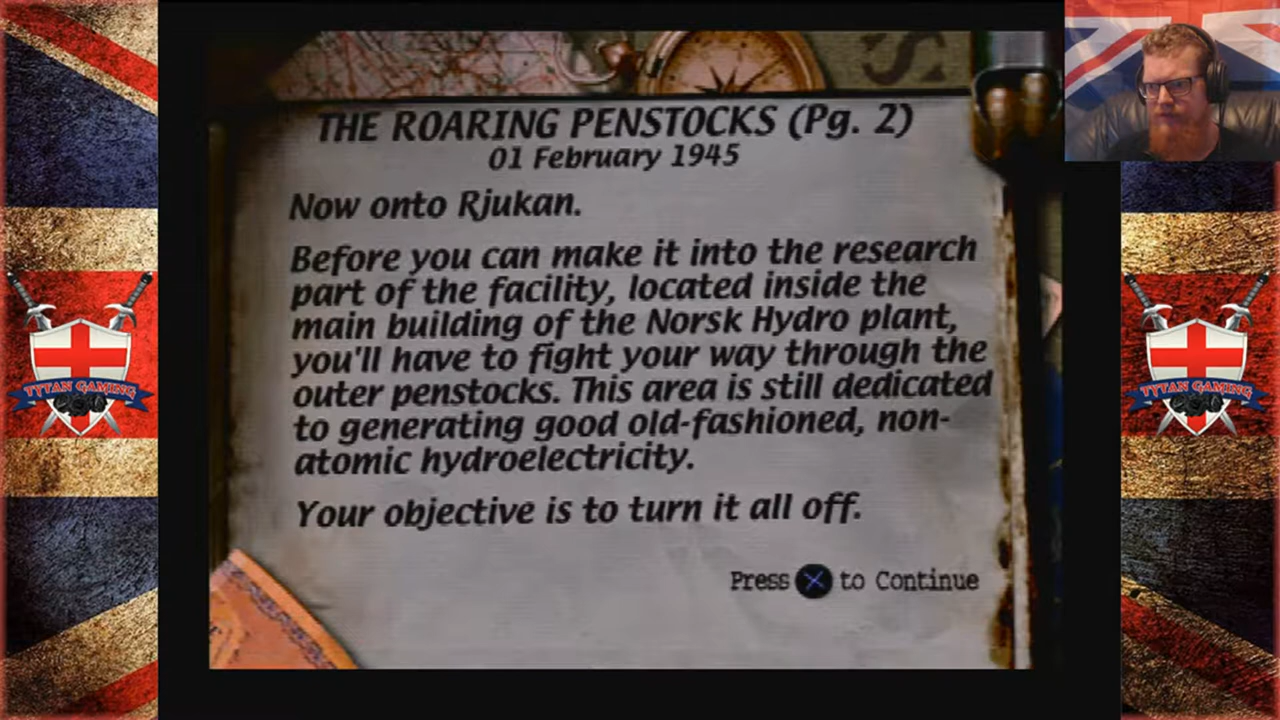 THE ROARING PENSTOCKS (Pg. 2)
01 February 1945
Now onto Rjukan.
Before you can make it into the research
part of the facility, located inside the
main building of the Norsk Hydro plant,
you'll have to fight your way through the
outer penstocks. This area is still dedicated
to generating good old-fashioned, non-
atomic hydroelectricity.
Your objective is to turn it all off.
Press to Continue
TYTAN GAMING
TYTAN GAMING